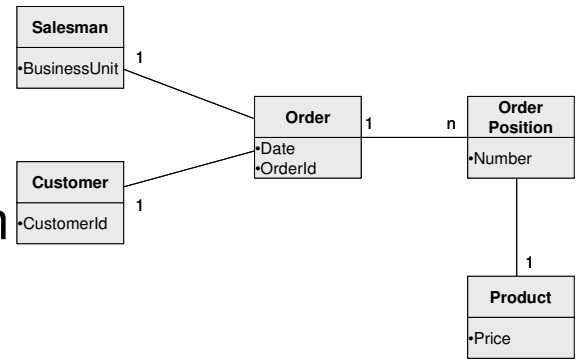 Salesman
•BusinessUnit
1
Order
•Date
•OrderId
1
n
Order
Position
•Number
Customer
•CustomerId
1
n
1
Product
•Price